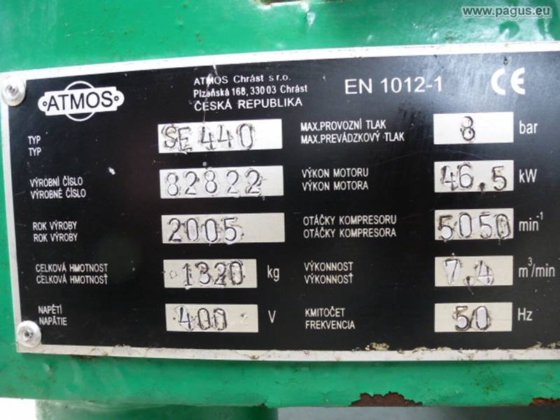 www.pagus.eu
ATMOS
ATMOS Chrást s.r.o.
Plzeňská 168, 330 03 Chrást
ČESKÁ REPUBLIKA
EN 1012-1 CE
TYP
TYP
SE 440
MAX.PROVOZNÍ TLAK
MAX.PREVÁDZKOVÝ TLAK
8 bar
VÝROBNÍ ČÍSLO
VÝROBNÉ ČÍSLO
82822
VÝKON MOTORU
VÝKON MOTORA
46,5 kW
ROK VÝROBY
ROK VÝROBY
2005
OTÁČKY KOMPRESORU
OTÁČKY KOMPRESORA
5050 min⁻¹
CELKOVÁ HMOTNOST
CELKOVÁ HMOTNOSŤ
1320 kg
VÝKONNOST
VÝKONNOSŤ
7,4 m³/min
NAPĚTÍ
NAPÄTIE
400 V
KMITOČET
FREKVENCIA
50 Hz